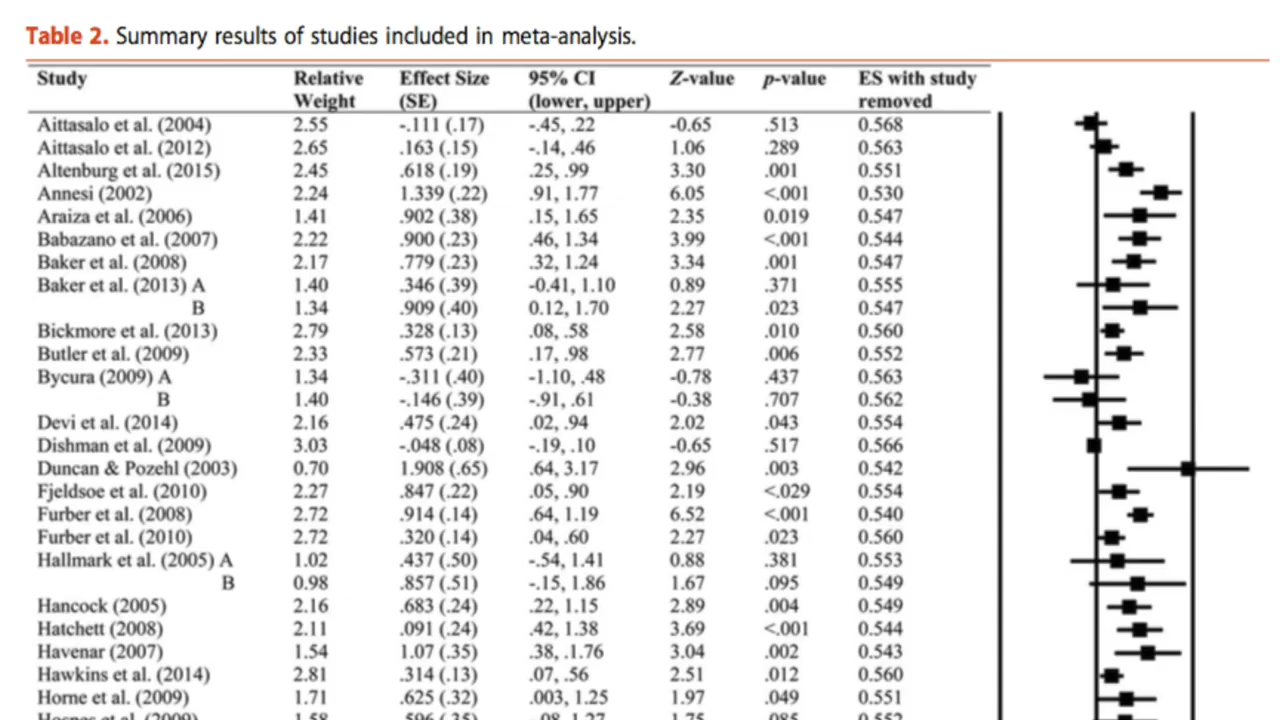 Table 2. Summary results of studies included in meta-analysis.
Study Relative Weight Effect Size (SE) 95% CI (lower, upper) Z-value p-value ES with study removed
Aittasalo et al. (2004) 2.55 -.111 (.17) -.45, .22 -0.65 .513 0.568
Aittasalo et al. (2012) 2.65 .163 (.15) -.14, .46 1.06 .289 0.563
Altenburg et al. (2015) 2.45 .618 (.19) .25, .99 3.30 .001 0.551
Annesi (2002) 2.24 1.339 (.22) .91, 1.77 6.05 <.001 0.530
Araiza et al. (2006) 1.41 .902 (.38) .15, 1.65 2.35 0.019 0.547
Babazano et al. (2007) 2.22 .900 (.23) .46, 1.34 3.99 <.001 0.544
Baker et al. (2008) 2.17 .779 (.23) .32, 1.24 3.34 .001 0.547
Baker et al. (2013) A 1.40 .346 (.39) -0.41, 1.10 0.89 .371 0.555
B 1.34 .909 (.40) 0.12, 1.70 2.27 .023 0.547
Bickmore et al. (2013) 2.79 .328 (.13) .08, .58 2.58 .010 0.560
Butler et al. (2009) 2.33 .573 (.21) .17, .98 2.77 .006 0.552
Bycura (2009) A 1.34 -.311 (.40) -1.10, .48 -0.78 .437 0.563
B 1.40 -.146 (.39) -.91, .61 -0.38 .707 0.562
Devi et al. (2014) 2.16 .475 (.24) .02, .94 2.02 .043 0.554
Dishman et al. (2009) 3.03 -.048 (.08) -.19, .10 -0.65 .517 0.566
Duncan & Pozehl (2003) 0.70 1.908 (.65) .64, 3.17 2.96 .003 0.542
Fjeldsoe et al. (2010) 2.27 .847 (.22) .05, .90 2.19 <.029 0.554
Furber et al. (2008) 2.72 .914 (.14) .64, 1.19 6.52 <.001 0.540
Furber et al. (2010) 2.72 .320 (.14) .04, .60 2.27 .023 0.560
Hallmark et al. (2005) A 1.02 .437 (.50) -.54, 1.41 0.88 .381 0.553
B 0.98 .857 (.51) -.15, 1.86 1.67 .095 0.549
Hancock (2005) 2.16 .683 (.24) .22, 1.15 2.89 .004 0.549
Hatchett (2008) 2.11 .091 (.24) .42, 1.38 3.69 <.001 0.544
Havenar (2007) 1.54 1.07 (.35) .38, .1.76 3.04 .002 0.543
Hawkins et al. (2014) 2.81 .314 (.13) .07, .56 2.51 .012 0.560
Horne et al. (2009) 1.71 .625 (.32) .003, 1.25 1.97 .049 0.551